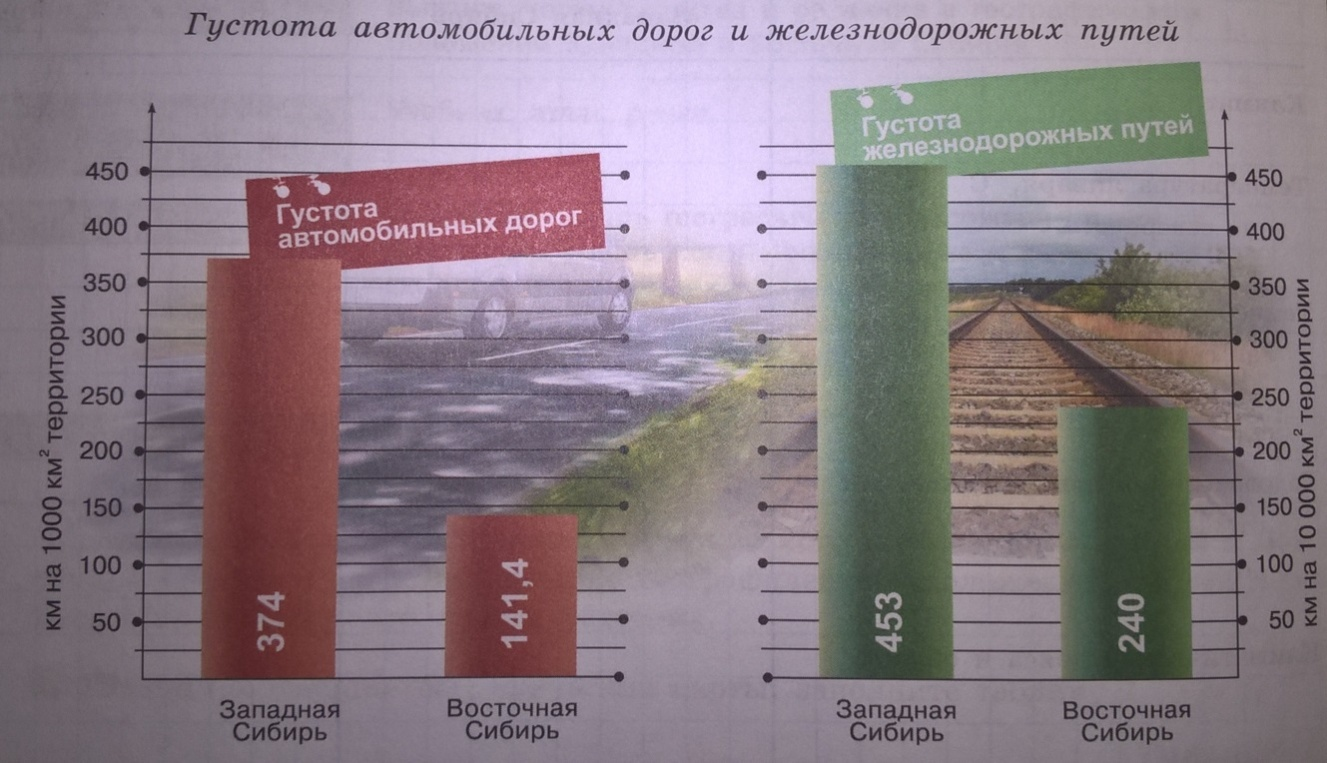 Густота автомобильных дорог и железнодорожных путей
Густота
автомобильных дорог
450
400
350
300
250
200
150
100
50
км на 1000 км² территории
374
141,4
Западная
Сибирь
Восточная
Сибирь
Густота
железнодорожных путей
450
400
350
300
250
200
150
100
50
км на 10 000 км² территории
453
240
Западная
Сибирь
Восточная
Сибирь